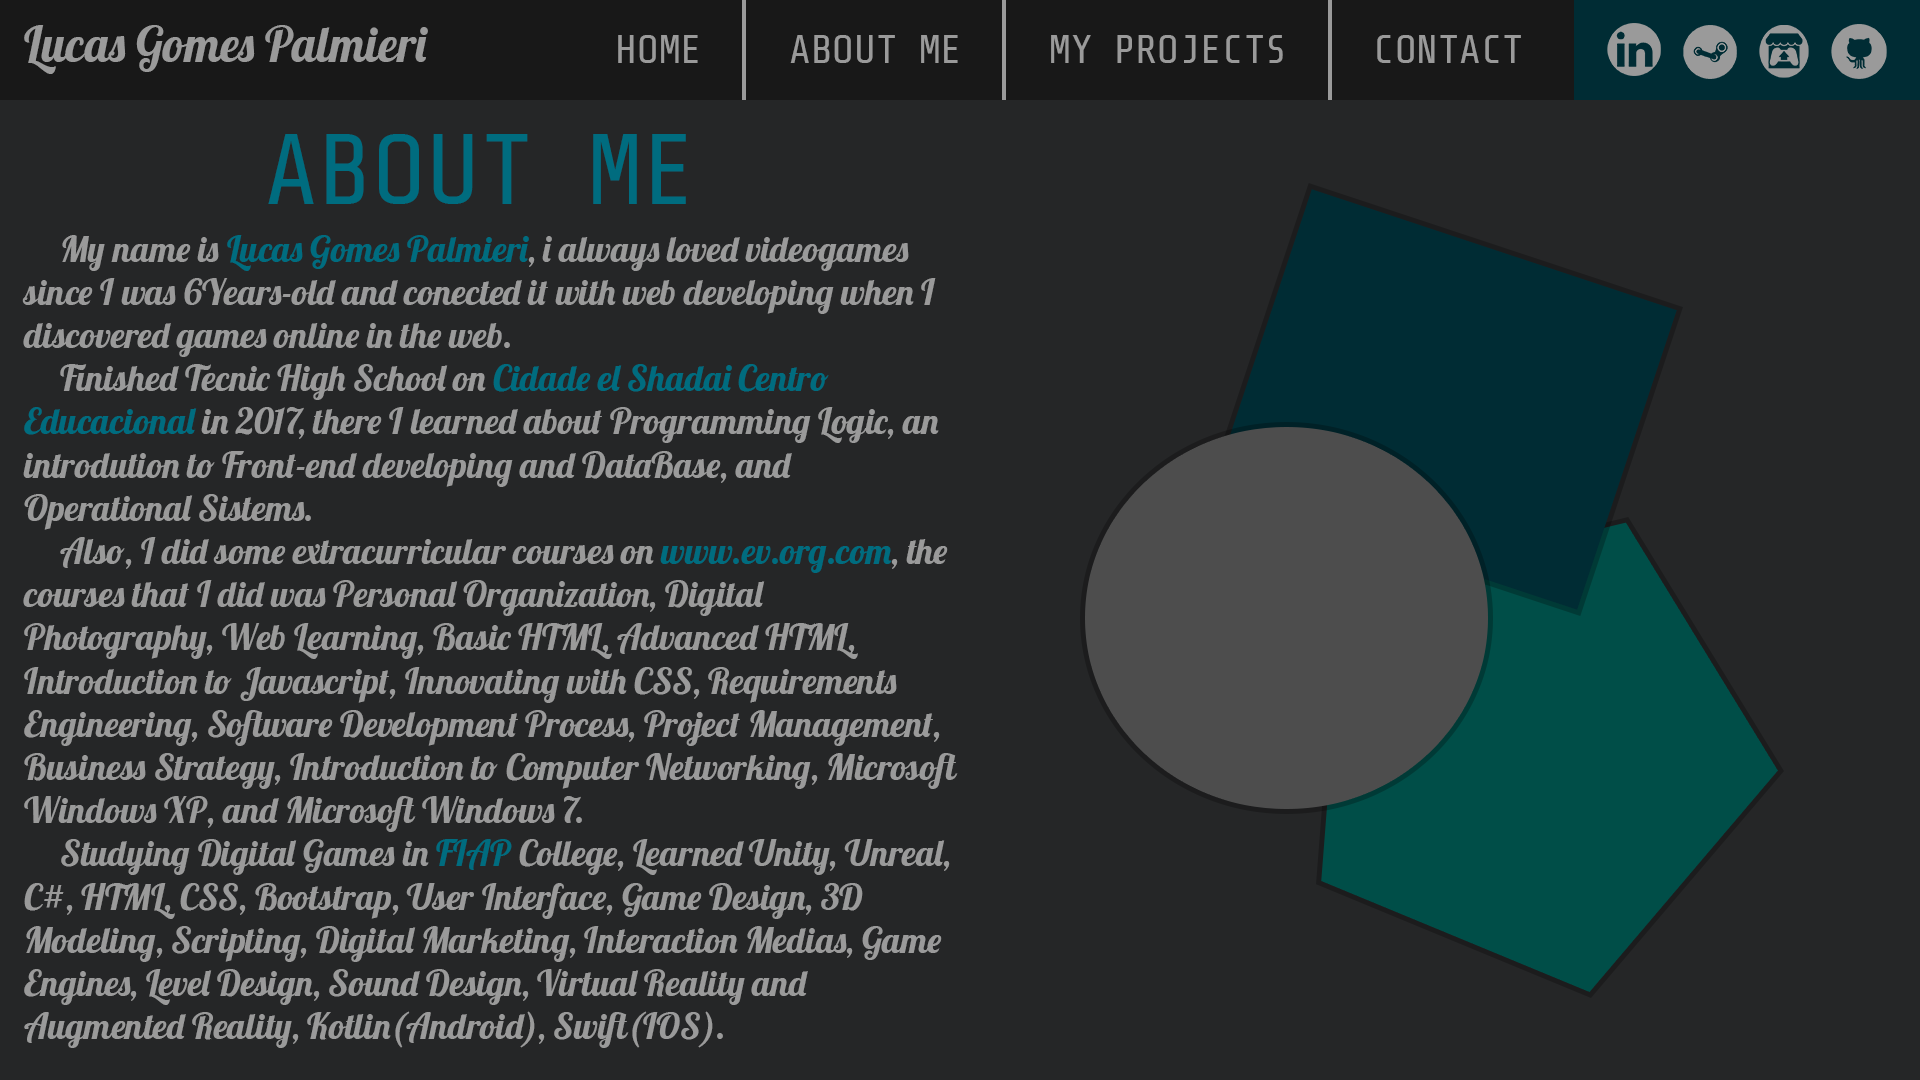 Lucas Gomes Palmieri
HOME
ABOUT ME
MY PROJECTS
CONTACT
in
ABOUT ME
My name is Lucas Gomes Palmieri, i always loved videogames
since I was 6Years-old and conected it with web developing when I
discovered games online in the web.
Finished Tecnic High School on Cidade el Shadai Centro
Educacional in 2017, there I learned about Programming Logic, an
introdution to Front-end developing and DataBase, and
Operational Sistems.
Also, I did some extracurricular courses on www.ev.org.com, the
courses that I did was Personal Organization, Digital
Photography, Web Learning, Basic HTML, Advanced HTML,
Introduction to Javascript, Innovating with CSS, Requirements
Engineering, Software Development Process, Project Management,
Business Strategy, Introduction to Computer Networking, Microsoft
Windows XP, and Microsoft Windows 7.
Studying Digital Games in FIAP College, Learned Unity, Unreal,
C#, HTML, CSS, Bootstrap, User Interface, Game Design, 3D
Modeling, Scripting, Digital Marketing, Interaction Medias, Game
Engines, Level Design, Sound Design, Virtual Reality and
Augmented Reality, Kotlin(Android), Swift(IOS).